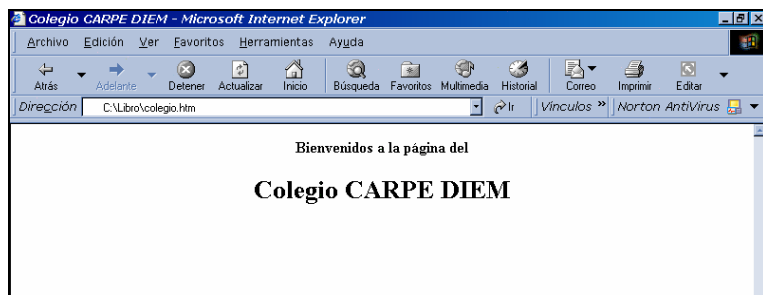 Colegio CARPE DIEM - Microsoft Internet Explorer
Archivo Edición Ver Favoritos Herramientas Ayuda
Atrás Adelante Detener Actualizar Inicio Búsqueda Favoritos Multimedia Historial Correo Imprimir Editar
Dirección C:\Libro\colegio.htm Ir Vínculos » Norton AntiVirus
Bienvenidos a la página del
Colegio CARPE DIEM